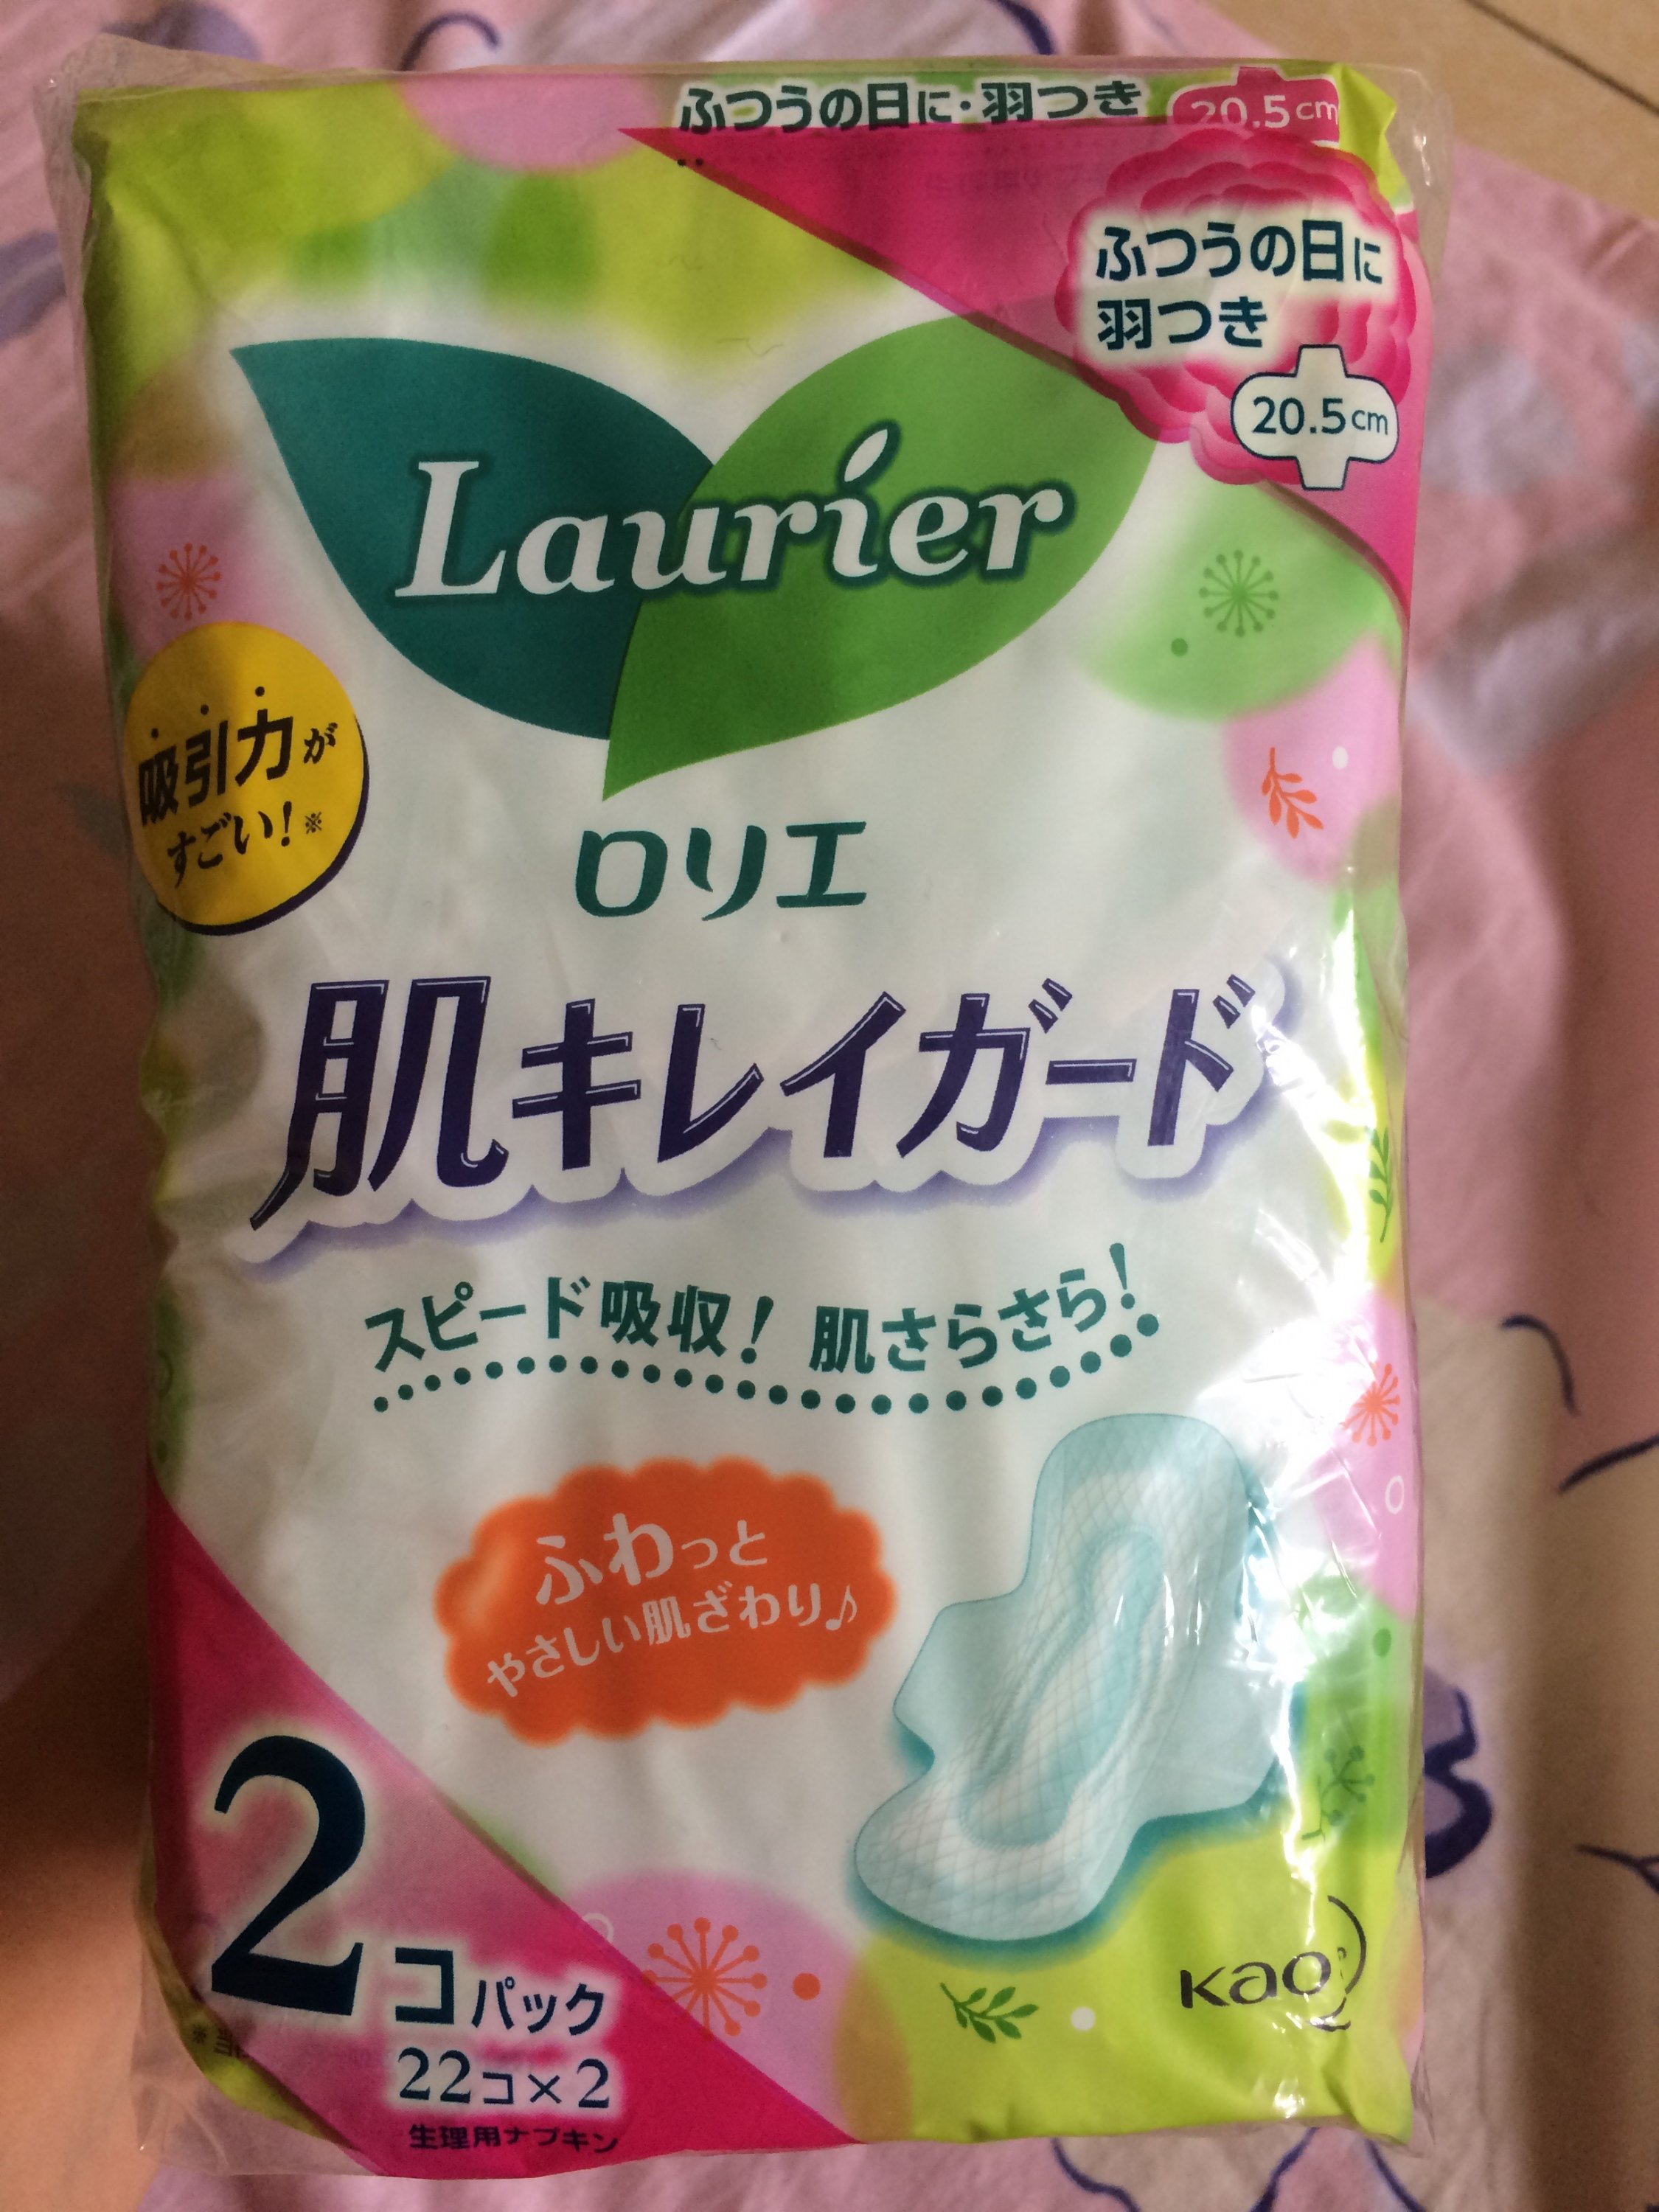 ふつうの日に・羽つき 20.5cm
ふつうの日に
羽つき
20.5cm
Laurier
吸引力が
すごい!※
ロリエ
肌キレイガード
スピード吸収! 肌さらさら!
ふわっと
やさしい肌ざわり♪
2コパック
22コ×2
生理用ナプキン
Kao